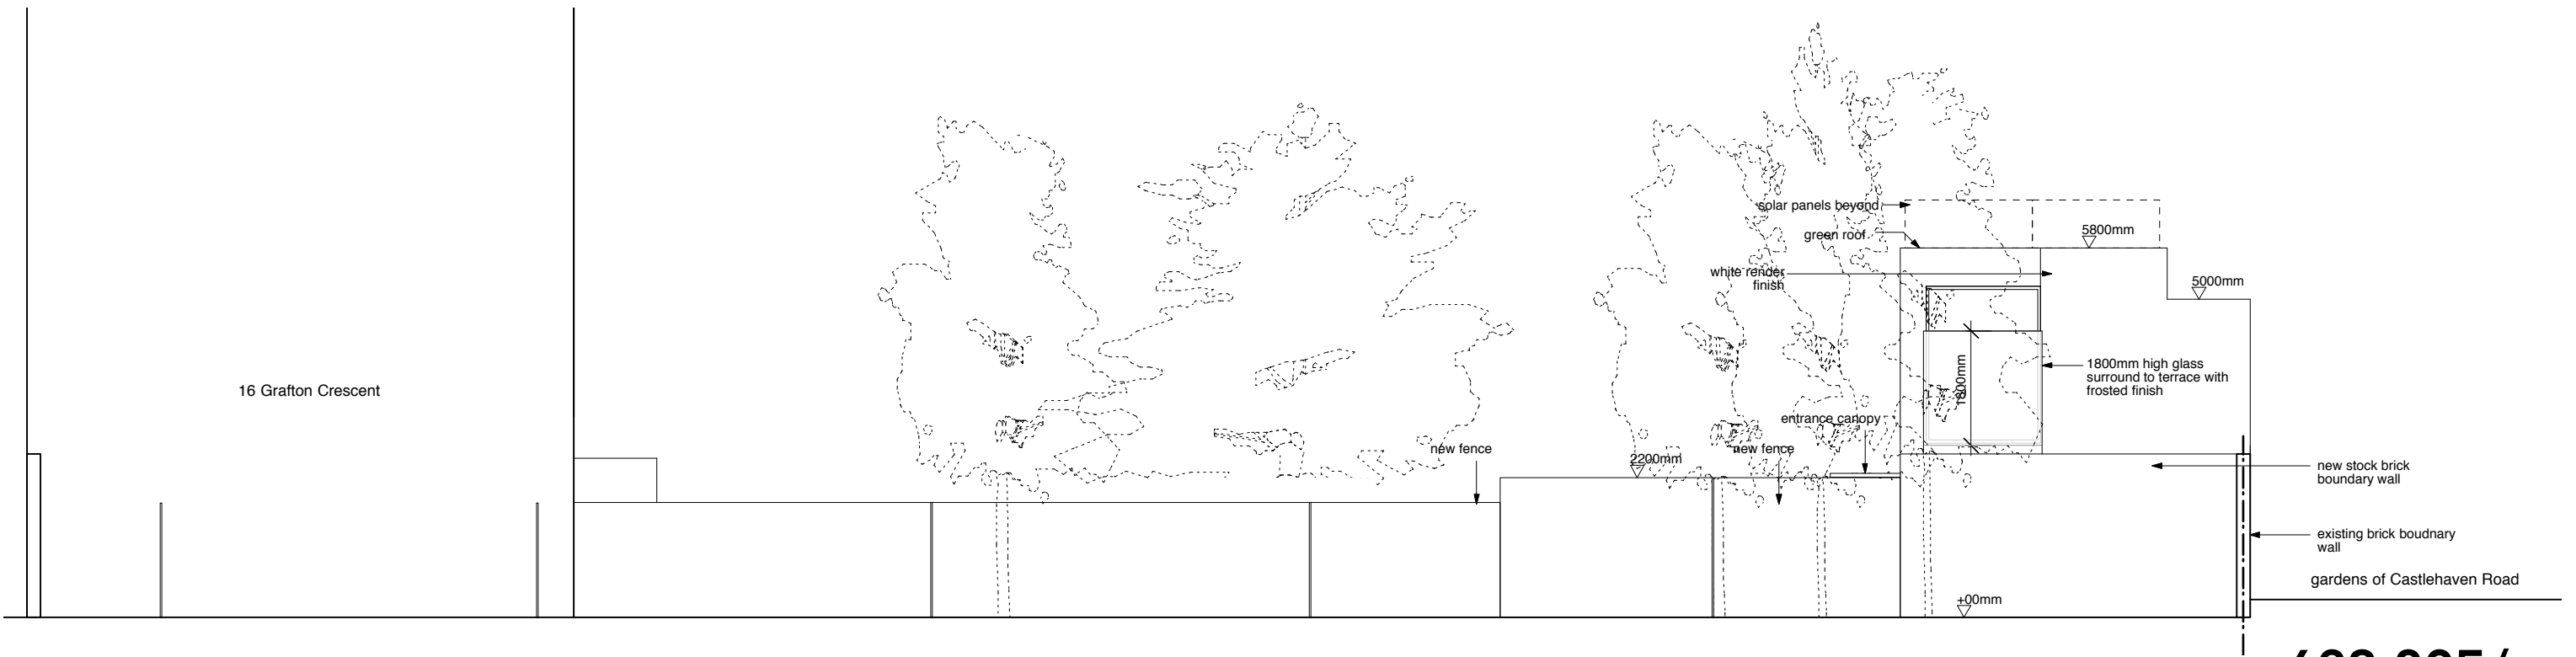 solar panels beyond
green roof
5800mm
white render
finish
5000mm
1800mm high glass
surround to terrace with
frosted finish
1800mm
16 Grafton Crescent
entrance canopy
new fence
2200mm
new fence
new stock brick
boundary wall
existing brick boudnary
wall
gardens of Castlehaven Road
+00mm